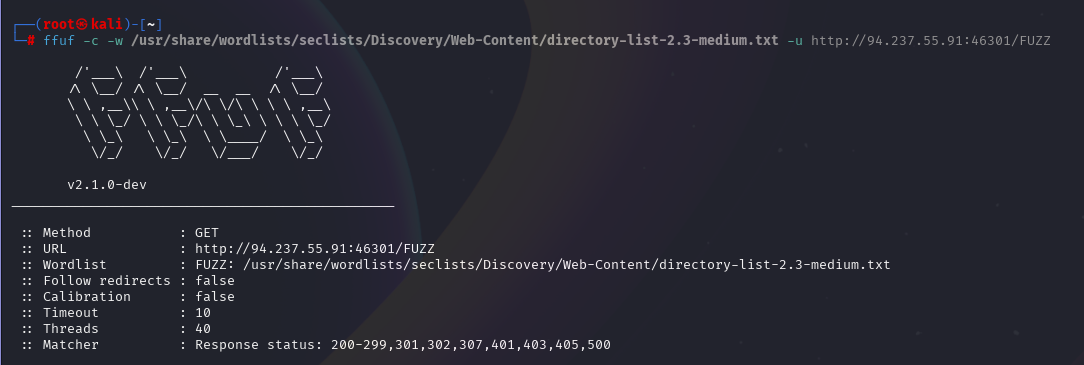 ┌──(root㉿kali)-[~]
└─# ffuf -c -w /usr/share/wordlists/seclists/Discovery/Web-Content/directory-list-2.3-medium.txt -u http://94.237.55.91:46301/FUZZ

        /'___\  /'___\           /'___\
       /\ \__/ /\ \__/  __  __  /\ \__/
       \ \ ,__\\ \ ,__\/\ \/\ \ \ \ ,__\
        \ \ \_/ \ \ \_/\ \ \_\ \ \ \ \_/
         \ \_\   \ \_\  \ \____/  \ \_\
          \/_/    \/_/   \/___/    \/_/

       v2.1.0-dev
________________________________________________

 :: Method           : GET
 :: URL              : http://94.237.55.91:46301/FUZZ
 :: Wordlist         : FUZZ: /usr/share/wordlists/seclists/Discovery/Web-Content/directory-list-2.3-medium.txt
 :: Follow redirects : false
 :: Calibration      : false
 :: Timeout          : 10
 :: Threads          : 40
 :: Matcher          : Response status: 200-299,301,302,307,401,403,405,500